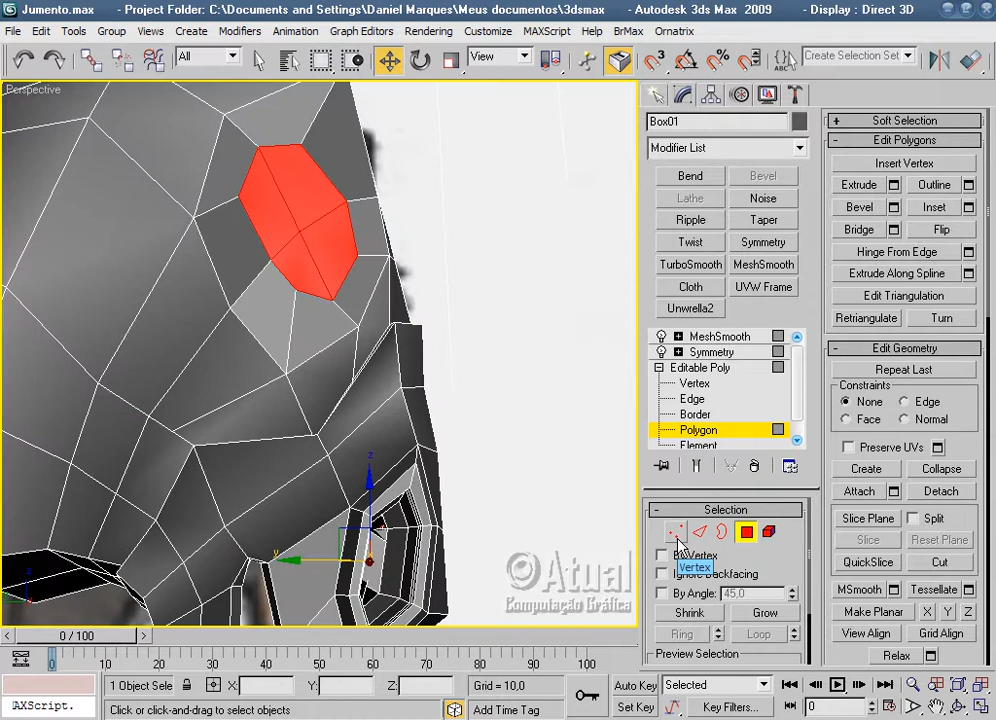 Jumento.max - Project Folder: C:\Documents and Settings\Daniel Marques\Meus documentos\3dsmax - Autodesk 3ds Max 2009 - Display : Direct 3D
File Edit Tools Group Views Create Modifiers Animation Graph Editors Rendering Customize MAXScript Help BrMax Ornatrix
All View Create Selection Set
Perspective
Box01
Modifier List
Bend Bevel
Lathe Noise
Ripple Taper
Twist Symmetry
TurboSmooth MeshSmooth
Cloth UVW Frame
Unwrella2
MeshSmooth
Symmetry
Editable Poly
Vertex
Edge
Border
Polygon
Element
Selection
By Vertex
Vertex
Ignore Backfacing
By Angle: 45,0
Shrink Grow
Ring Loop
Preview Selection
Soft Selection
Edit Polygons
Insert Vertex
Extrude Outline
Bevel Inset
Bridge Flip
Hinge From Edge
Extrude Along Spline
Edit Triangulation
Retriangulate Turn
Edit Geometry
Repeat Last
Constraints
None Edge
Face Normal
Preserve UVs
Create Collapse
Attach Detach
Slice Plane Split
Slice Reset Plane
QuickSlice Cut
MSmooth Tessellate
Make Planar X Y Z
View Align Grid Align
Relax
z
y
Atual
Computação Gráfica
0 / 100
0 10 20 30 40 50 60 70 80 90 100
1 Object Sele X: Y: Z: Grid = 10,0 Auto Key Selected
AXScript. Click or click-and-drag to select objects Add Time Tag Set Key Key Filters... 0